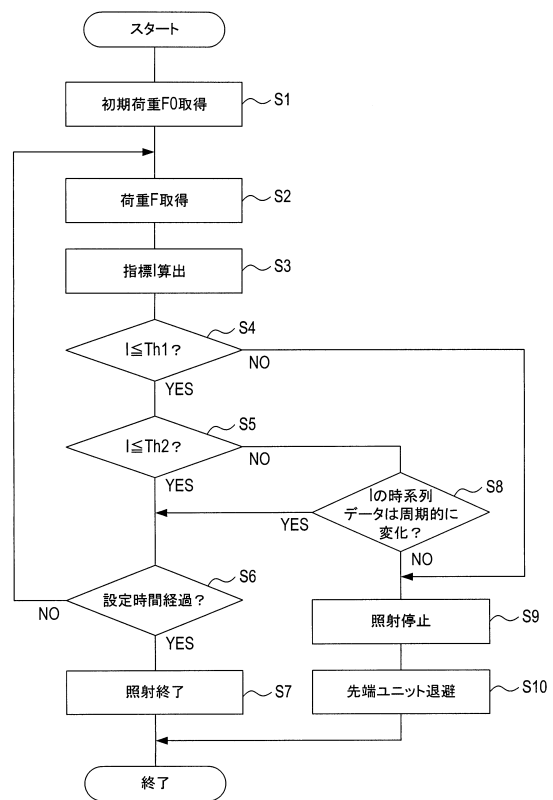 スタート
初期荷重F0取得
S1
荷重F取得
S2
指標I算出
S3
I≦Th1？
S4
NO
YES
I≦Th2？
S5
NO
YES
Iの時系列
データは周期的に
変化？
S8
YES
NO
設定時間経過？
S6
NO
YES
照射停止
S9
照射終了
S7
先端ユニット退避
S10
終了